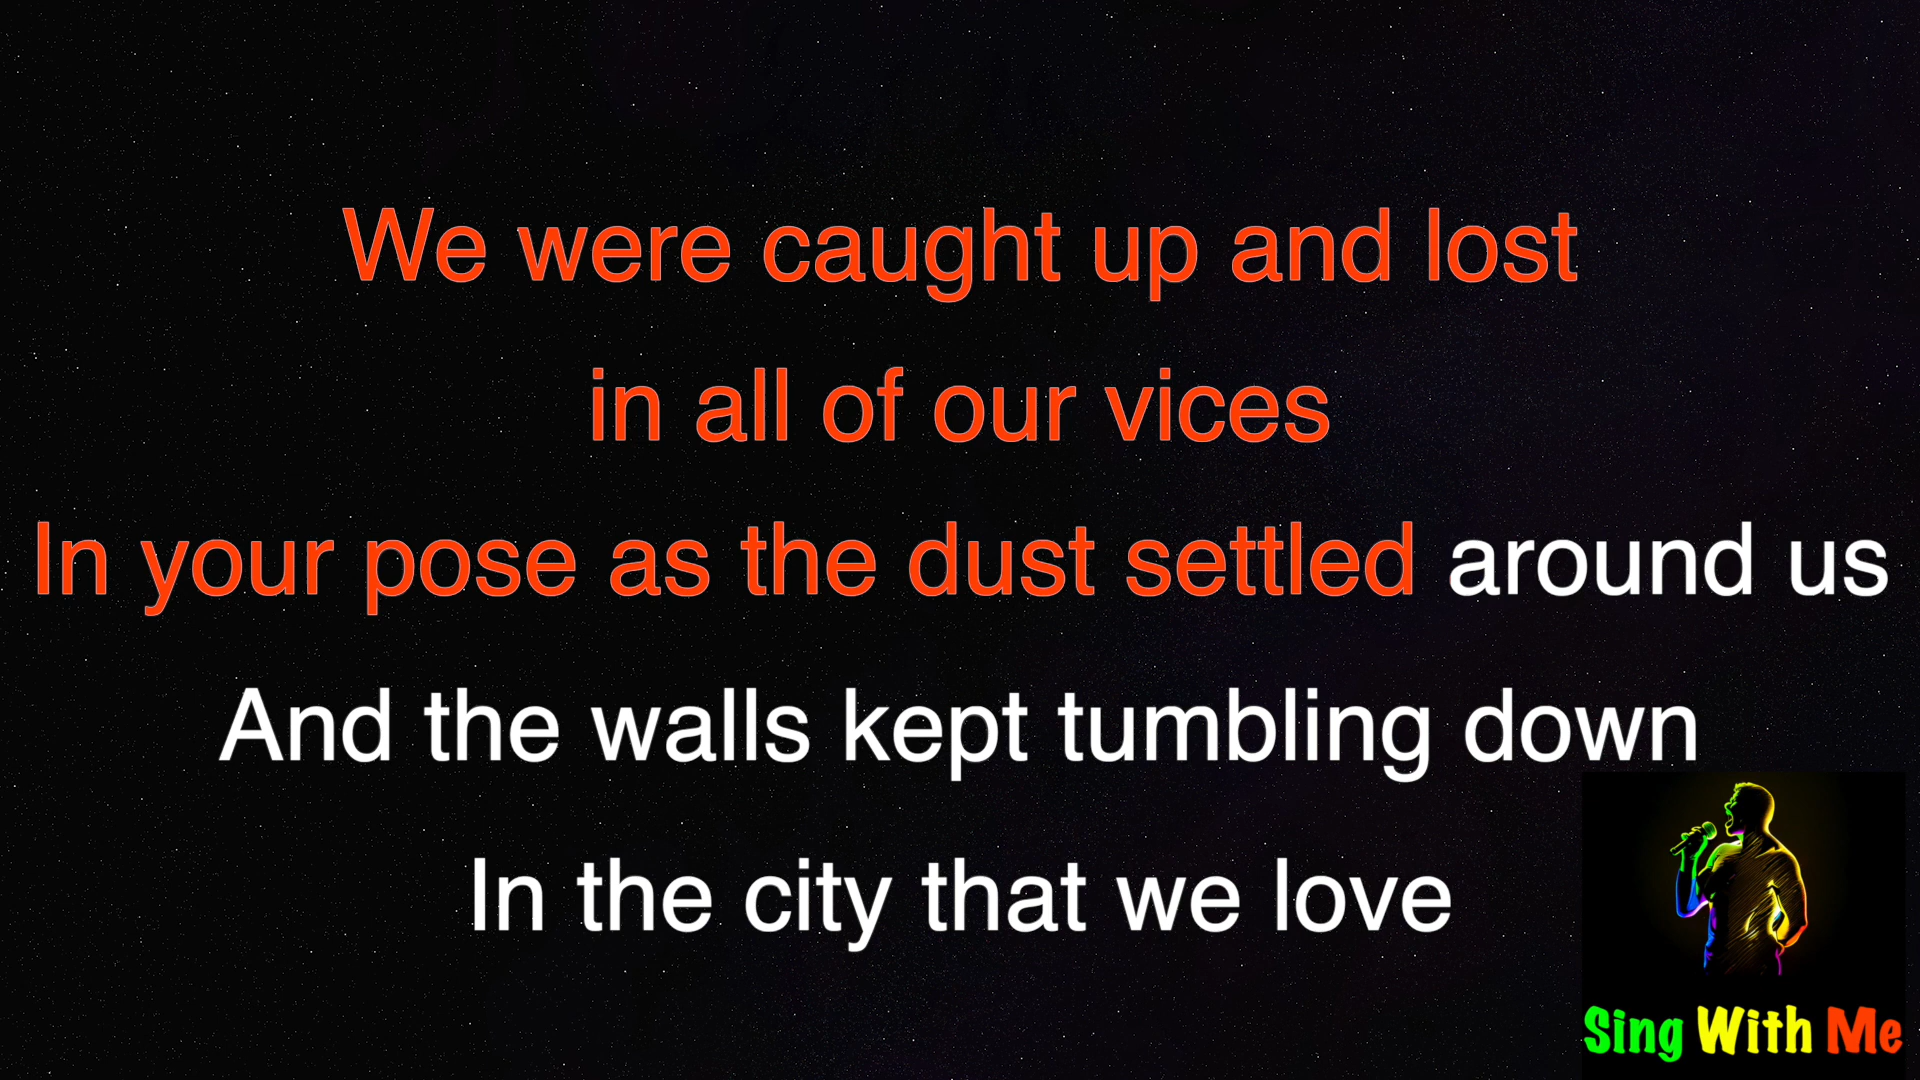 We were caught up and lost
in all of our vices
In your pose as the dust settled around us
And the walls kept tumbling down
In the city that we love
Sing With Me